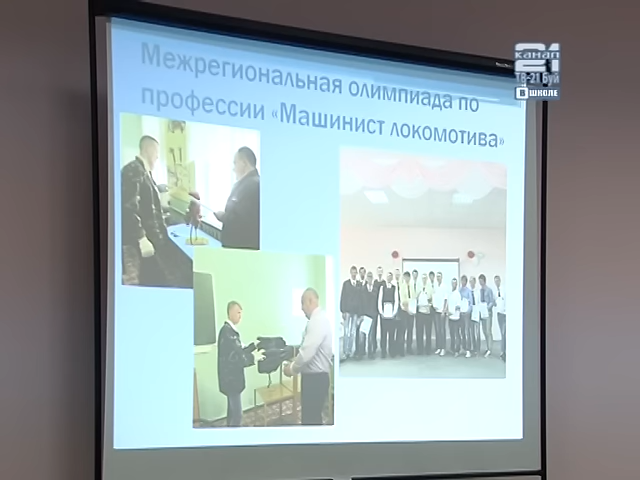 Межрегиональная олимпиада по
профессии «Машинист локомотива»
21
канал
ТВ-21 Буй
В ШКОЛЕ